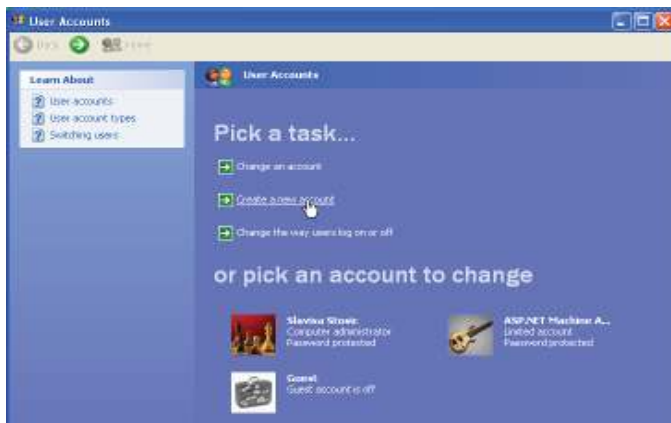 User Accounts
Back
Home
Learn About
User accounts
User account types
Switching users
User Accounts
Pick a task...
Change an account
Create a new account
Change the way users log on or off
or pick an account to change
Computer administrator
Password protected
ASP.NET Machine A...
Limited account
Password protected
Guest
Guest account is off